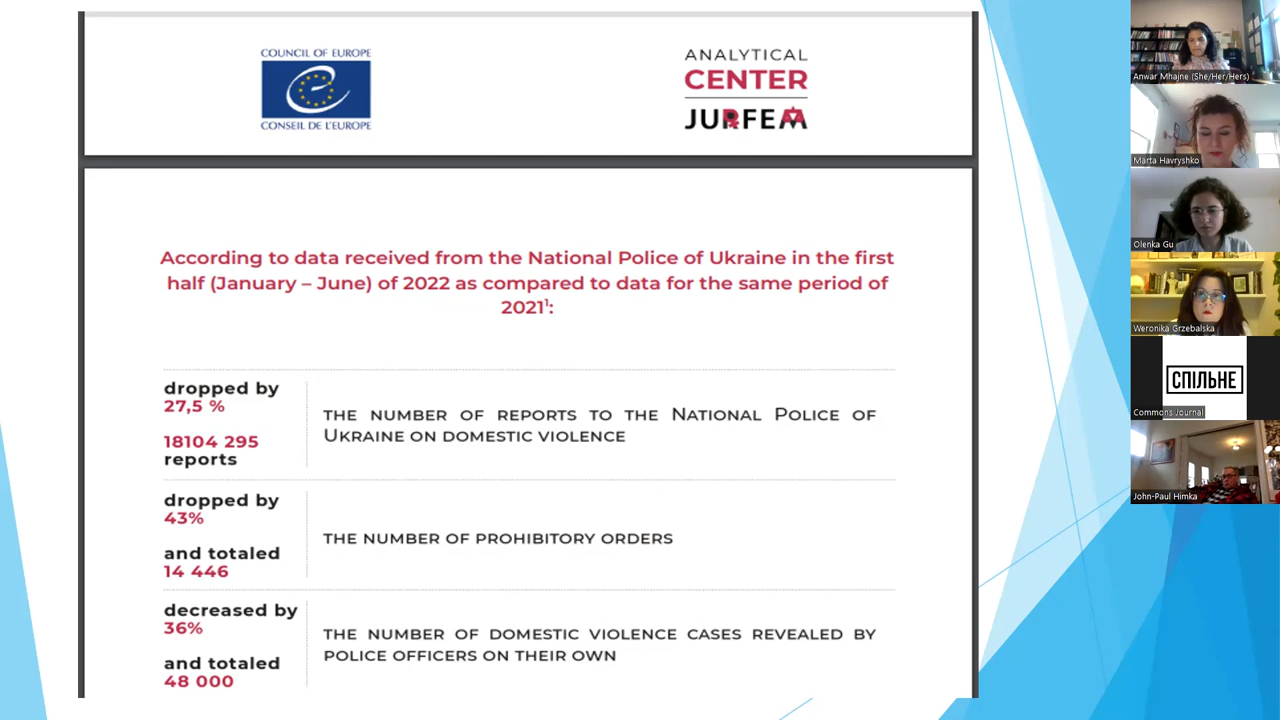 COUNCIL OF EUROPE
CONSEIL DE L'EUROPE
ANALYTICAL
CENTER
JURFEM
According to data received from the National Police of Ukraine in the first
half (January – June) of 2022 as compared to data for the same period of
2021¹:
dropped by
27,5 %
18104 295
reports
THE NUMBER OF REPORTS TO THE NATIONAL POLICE OF
UKRAINE ON DOMESTIC VIOLENCE
dropped by
43%
and totaled
14 446
THE NUMBER OF PROHIBITORY ORDERS
decreased by
36%
and totaled
48 000
THE NUMBER OF DOMESTIC VIOLENCE CASES REVEALED BY
POLICE OFFICERS ON THEIR OWN
Anwar Mhajne (She/Her/Hers)
Marta Havryshko
Olenka Gu
Weronika Grzebalska
СПІЛЬНЕ
Commons Journal
John-Paul Himka